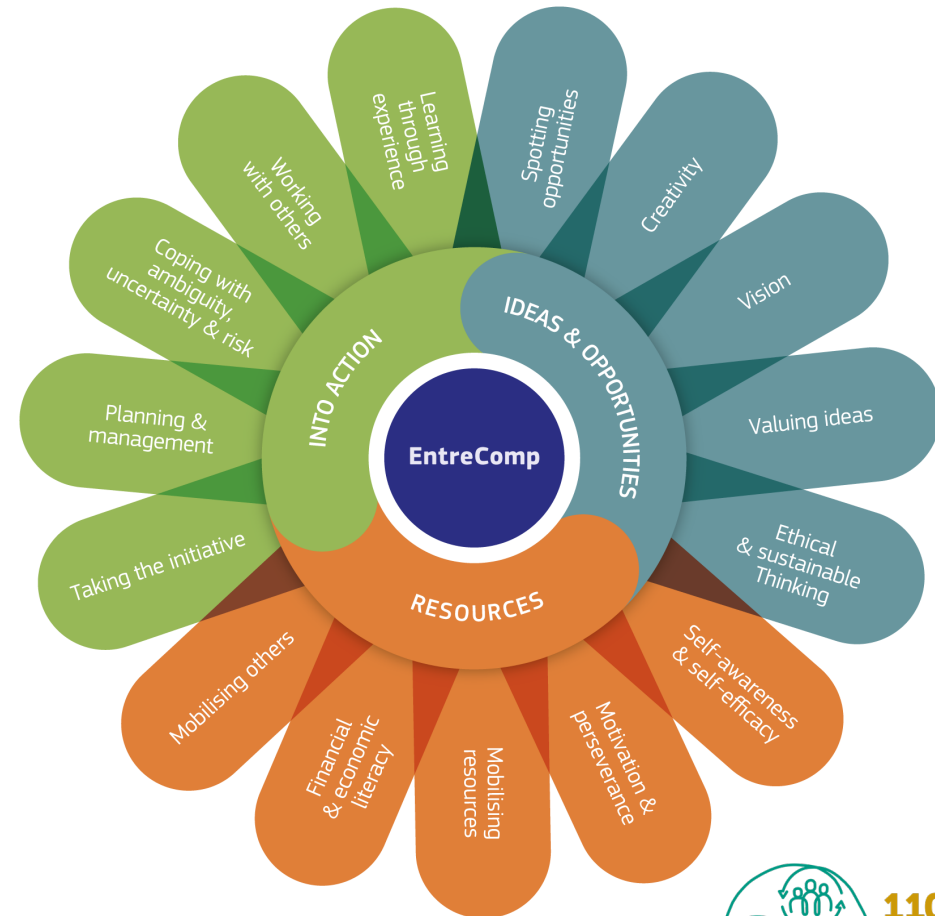 Spotting
opportunities
Creativity
Vision
Valuing ideas
Ethical
& sustainable
Thinking
Self-awareness
& self-efficacy
Motivation &
perseverance
Mobilising
resources
Financial
& economic
literacy
Mobilising others
Taking the initiative
Planning &
management
Coping with
ambiguity,
uncertainty & risk
Working
with others
Learning
through
experience
IDEAS & OPPORTUNITIES
RESOURCES
INTO ACTION
EntreComp
110